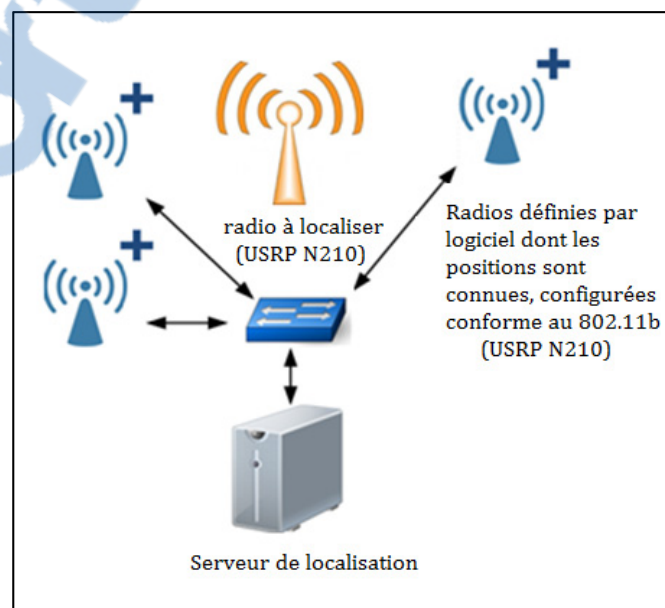 radio à localiser
(USRP N210)
Radios définies par
logiciel dont les
positions sont
connues, configurées
conforme au 802.11b
(USRP N210)
Serveur de localisation